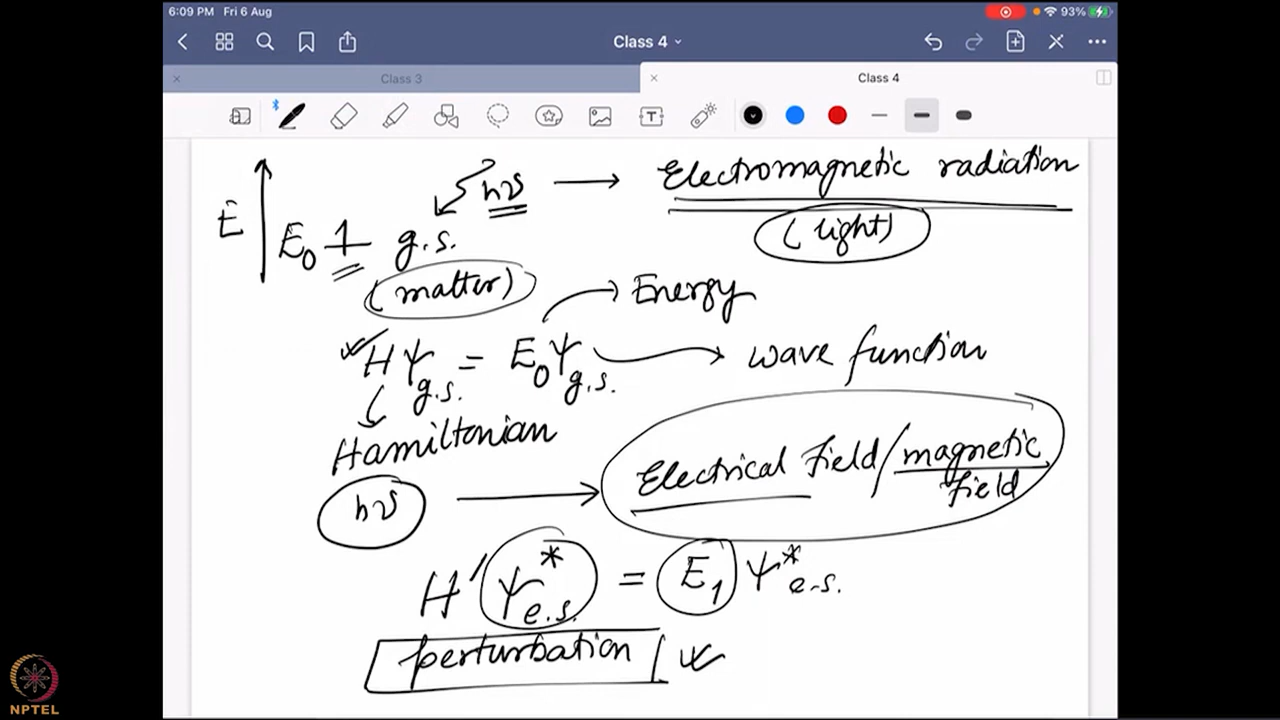 6:09 PM Fri 6 Aug
93%
Class 4
Class 3
Class 4
T
hν → Electromagnetic radiation
(light)
E
E₀ 1 g.s.
(matter)
Energy
Hψg.s. = E₀ψg.s. → wave function
Hamiltonian
hν → Electrical field/magnetic field
H'ψ*e.s. = E₁ψ*e.s.
perturbation
NPTEL